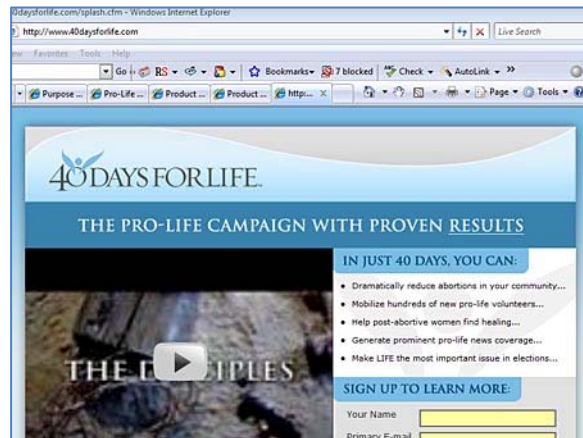 0daysforlife.com/splash.cfm - Windows Internet Explorer
http://www.40daysforlife.com
Live Search
Favorites Tools Help
Go RS Bookmarks 7 blocked Check AutoLink »
Purpose ... Pro-Life ... Product ... Product ... http:... X Page Tools
40 DAYS FOR LIFE
THE PRO-LIFE CAMPAIGN WITH PROVEN RESULTS
IN JUST 40 DAYS, YOU CAN:
• Dramatically reduce abortions in your community...
• Mobilize hundreds of new pro-life volunteers...
• Help post-abortive women find healing...
• Generate prominent pro-life news coverage...
• Make LIFE the most important issue in elections...
THE DISCIPLES
SIGN UP TO LEARN MORE:
Your Name
Primary E-mail